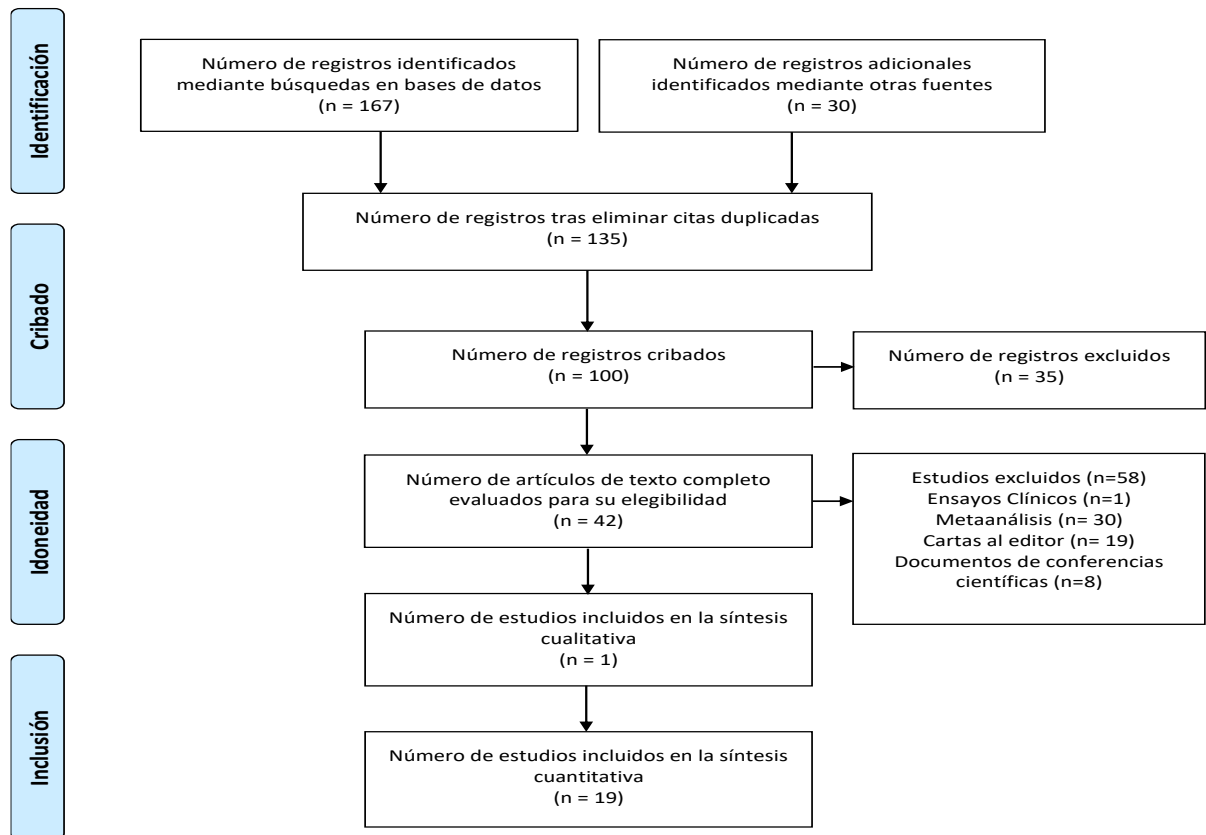 Identificación
Número de registros identificados
mediante búsquedas en bases de datos
(n = 167)
Número de registros adicionales
identificados mediante otras fuentes
(n = 30)
Número de registros tras eliminar citas duplicadas
(n = 135)
Cribado
Número de registros cribados
(n = 100)
Número de registros excluidos
(n = 35)
Idoneidad
Número de artículos de texto completo
evaluados para su elegibilidad
(n = 42)
Estudios excluidos (n=58)
Ensayos Clínicos (n=1)
Metaanálisis (n= 30)
Cartas al editor (n= 19)
Documentos de conferencias
científicas (n=8)
Número de estudios incluidos en la síntesis
cualitativa
(n = 1)
Inclusión
Número de estudios incluidos en la síntesis
cuantitativa
(n = 19)